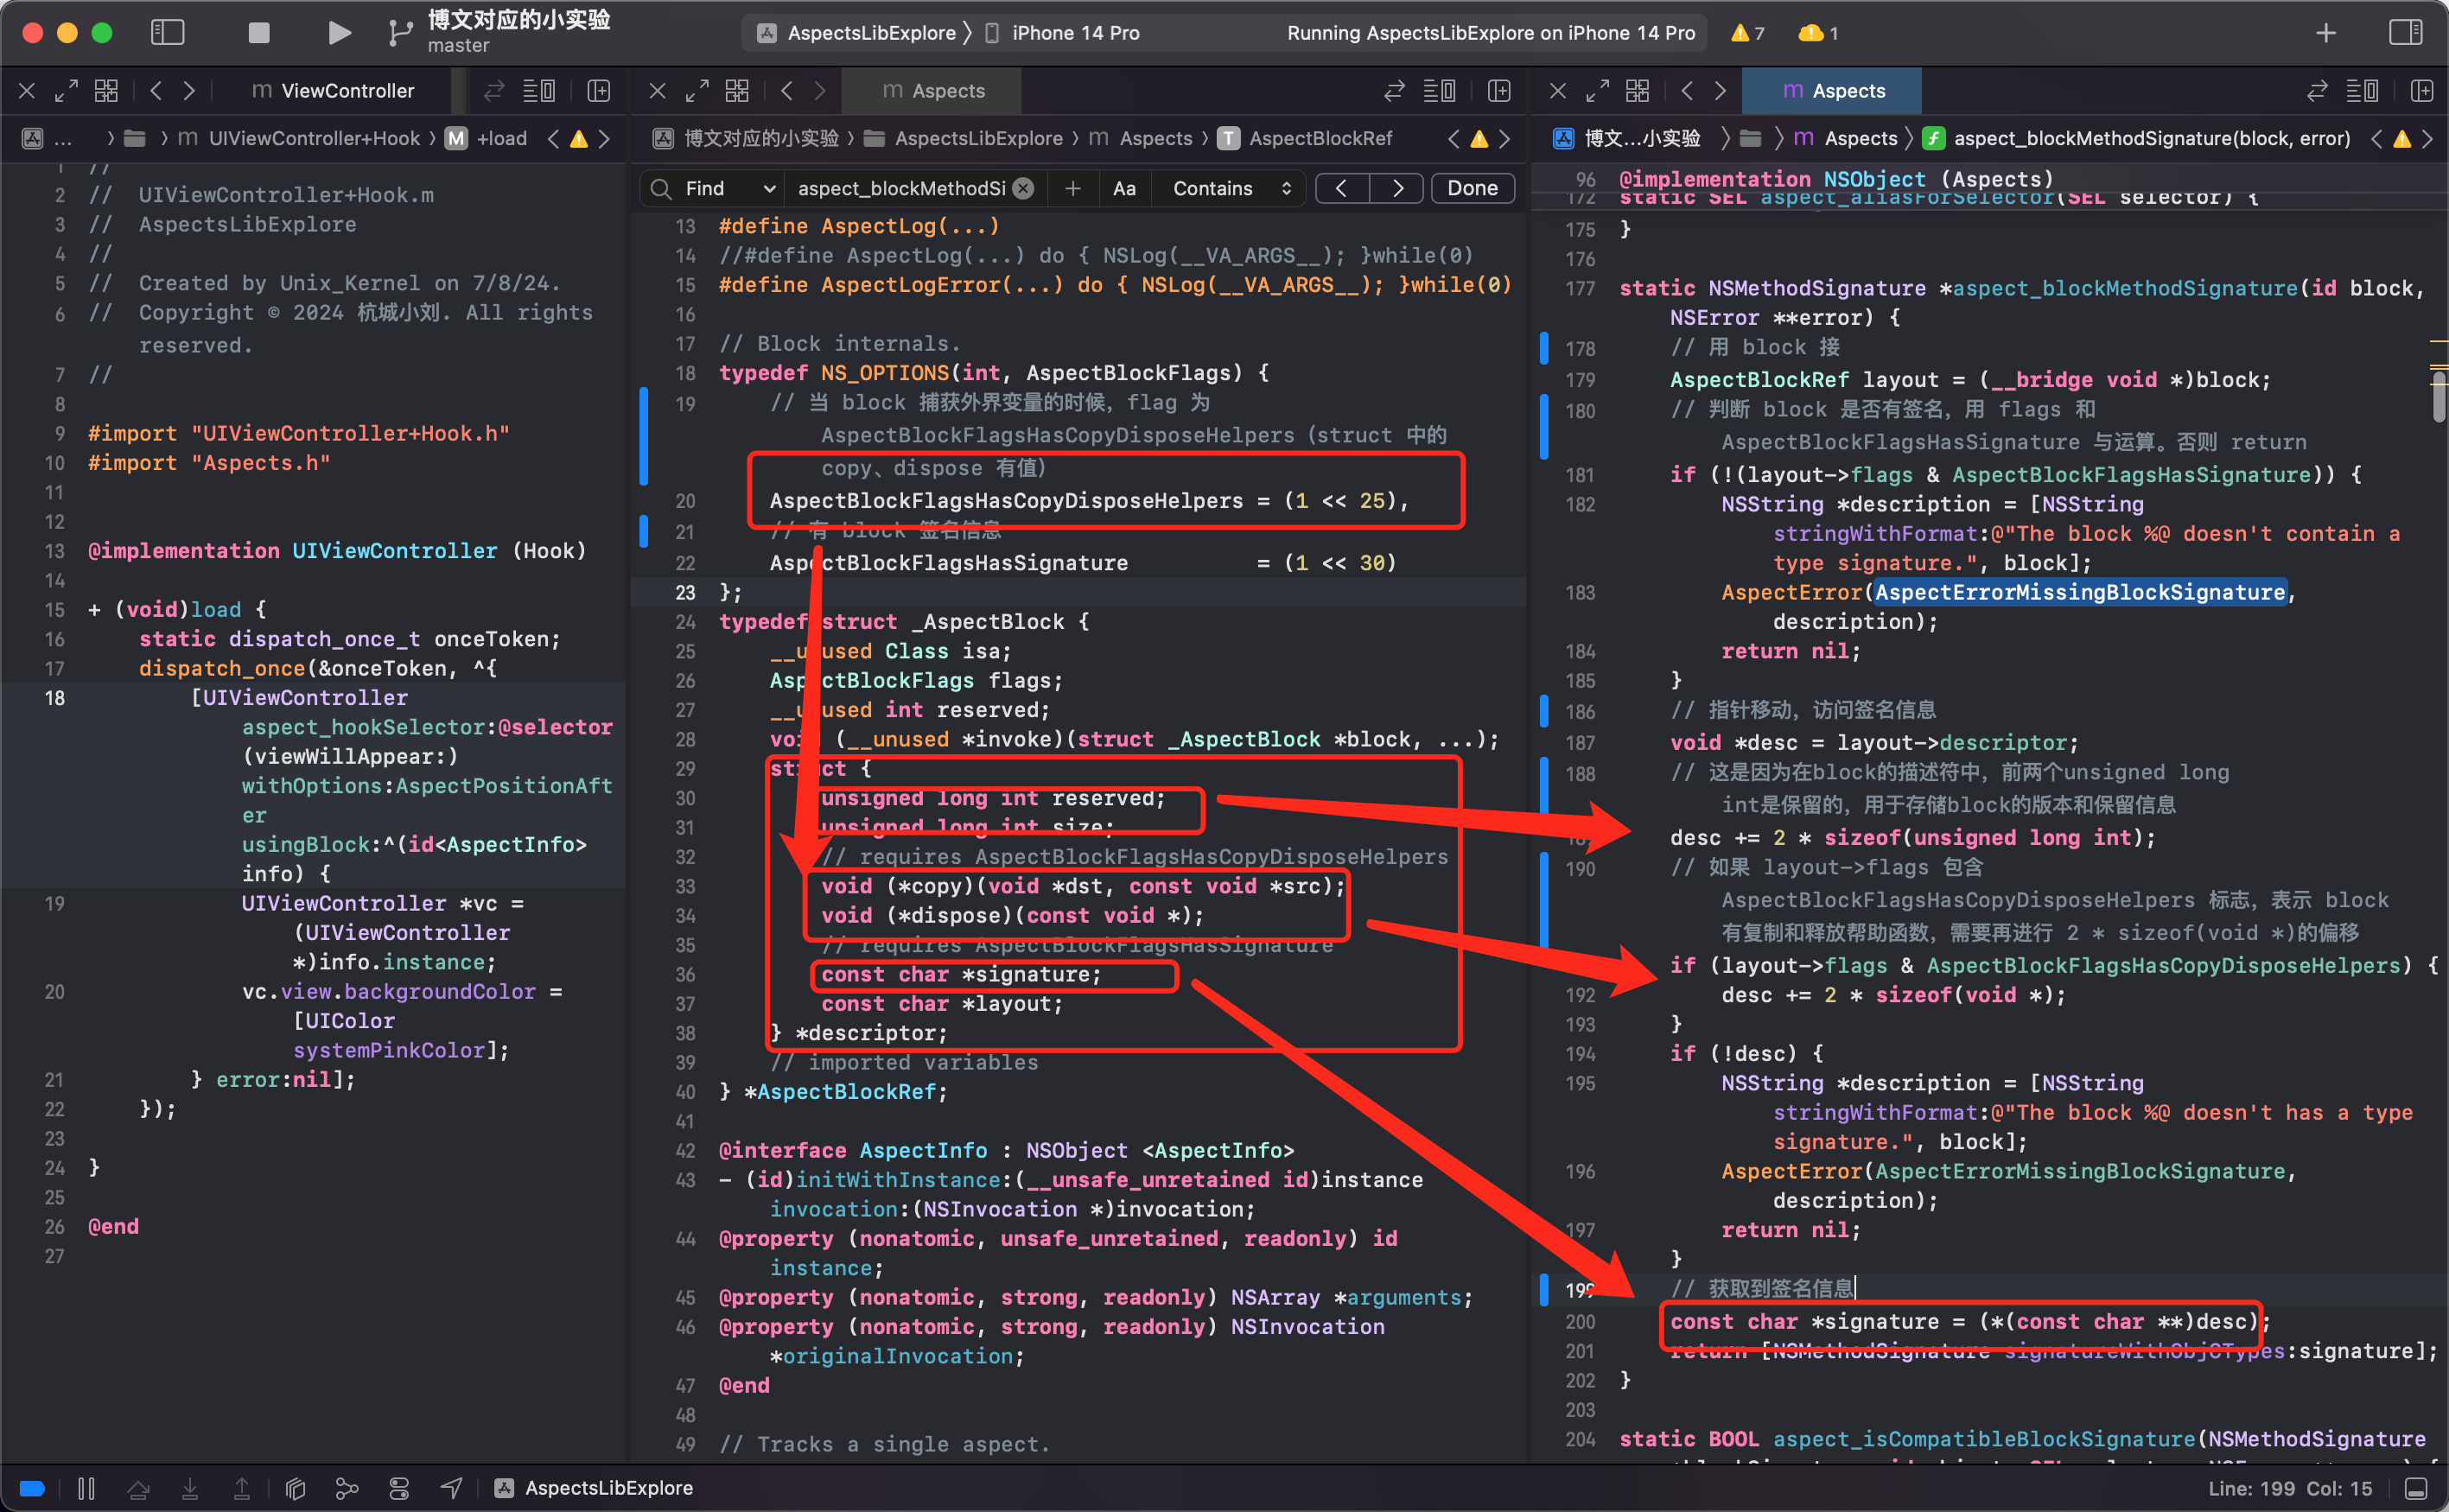 博文对应的小实验
master
AspectsLibExplore 〉 iPhone 14 Pro
Running AspectsLibExplore on iPhone 14 Pro
7
1
ViewController
... 〉 UIViewController+Hook 〉 M +load
1 //
2 //  UIViewController+Hook.m
3 //  AspectsLibExplore
4 //
5 //  Created by Unix_Kernel on 7/8/24.
6 //  Copyright © 2024 杭城小刘. All rights
reserved.
7 //
8
9 #import "UIViewController+Hook.h"
10 #import "Aspects.h"
11
12
13 @implementation UIViewController (Hook)
14
15 + (void)load {
16 static dispatch_once_t onceToken;
17 dispatch_once(&onceToken, ^{
18 [UIViewController
aspect_hookSelector:@selector
(viewWillAppear:)
withOptions:AspectPositionAft
er
usingBlock:^(id<AspectInfo>
info) {
19 UIViewController *vc =
(UIViewController
*)info.instance;
20 vc.view.backgroundColor =
[UIColor
systemPinkColor];
21 } error:nil];
22 });
23
24 }
25
26 @end
27
m Aspects
博文对应的小实验 〉 AspectsLibExplore 〉 m Aspects 〉 T AspectBlockRef
Find aspect_blockMethodSi + Aa Contains Done
13 #define AspectLog(...)
14 //#define AspectLog(...) do { NSLog(__VA_ARGS__); }while(0)
15 #define AspectLogError(...) do { NSLog(__VA_ARGS__); }while(0)
16
17 // Block internals.
18 typedef NS_OPTIONS(int, AspectBlockFlags) {
19 // 当 block 捕获外界变量的时候，flag 为
AspectBlockFlagsHasCopyDisposeHelpers（struct 中的
copy、dispose 有值）
20 AspectBlockFlagsHasCopyDisposeHelpers = (1 << 25),
21 // 有 block 签名信息
22 AspectBlockFlagsHasSignature          = (1 << 30)
23 };
24 typedef struct _AspectBlock {
25 __unused Class isa;
26 AspectBlockFlags flags;
27 __unused int reserved;
28 void (__unused *invoke)(struct _AspectBlock *block, ...);
29 struct {
30 unsigned long int reserved;
31 unsigned long int size;
32 // requires AspectBlockFlagsHasCopyDisposeHelpers
33 void (*copy)(void *dst, const void *src);
34 void (*dispose)(const void *);
35 // requires AspectBlockFlagsHasSignature
36 const char *signature;
37 const char *layout;
38 } *descriptor;
39 // imported variables
40 } *AspectBlockRef;
41
42 @interface AspectInfo : NSObject <AspectInfo>
43 - (id)initWithInstance:(__unsafe_unretained id)instance
invocation:(NSInvocation *)invocation;
44 @property (nonatomic, unsafe_unretained, readonly) id
instance;
45 @property (nonatomic, strong, readonly) NSArray *arguments;
46 @property (nonatomic, strong, readonly) NSInvocation
*originalInvocation;
47 @end
48
49 // Tracks a single aspect.
m Aspects
博文...小实验 〉 m Aspects 〉 f aspect_blockMethodSignature(block, error)
96 @implementation NSObject (Aspects)
172 static SEL aspect_aliasForSelector(SEL selector) {
175 }
176
177 static NSMethodSignature *aspect_blockMethodSignature(id block,
NSError **error) {
178 // 用 block 接
179 AspectBlockRef layout = (__bridge void *)block;
180 // 判断 block 是否有签名，用 flags 和
AspectBlockFlagsHasSignature 与运算。否则 return
181 if (!(layout->flags & AspectBlockFlagsHasSignature)) {
182 NSString *description = [NSString
stringWithFormat:@"The block %@ doesn't contain a
type signature.", block];
183 AspectError(AspectErrorMissingBlockSignature,
description);
184 return nil;
185 }
186 // 指针移动，访问签名信息
187 void *desc = layout->descriptor;
188 // 这是因为在block的描述符中，前两个unsigned long
int是保留的，用于存储block的版本和保留信息
desc += 2 * sizeof(unsigned long int);
190 // 如果 layout->flags 包含
AspectBlockFlagsHasCopyDisposeHelpers 标志，表示 block
有复制和释放帮助函数，需要再进行 2 * sizeof(void *)的偏移
if (layout->flags & AspectBlockFlagsHasCopyDisposeHelpers) {
192 desc += 2 * sizeof(void *);
193 }
194 if (!desc) {
195 NSString *description = [NSString
stringWithFormat:@"The block %@ doesn't has a type
signature.", block];
196 AspectError(AspectErrorMissingBlockSignature,
description);
197 return nil;
}
199 // 获取到签名信息
200 const char *signature = (*(const char **)desc);
201 return [NSMethodSignature signatureWithObjCTypes:signature];
202 }
203
204 static BOOL aspect_isCompatibleBlockSignature(NSMethodSignature
AspectsLibExplore
Line: 199 Col: 15